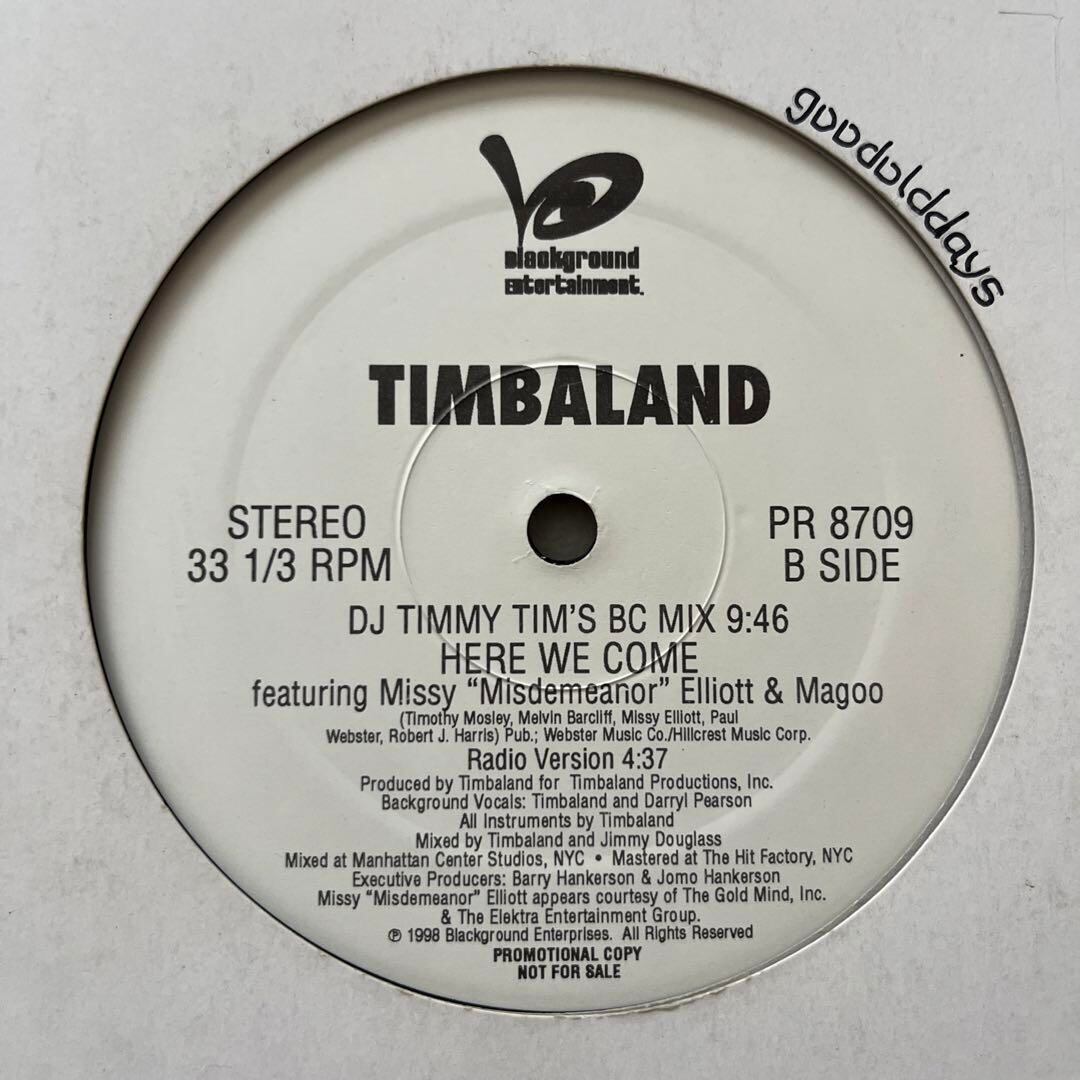 goodolddays
Blackground
Entertainment.
TIMBALAND
STEREO
33 1/3 RPM
PR 8709
B SIDE
DJ TIMMY TIM'S BC MIX 9:46
HERE WE COME
featuring Missy "Misdemeanor" Elliott & Magoo
(Timothy Mosley, Melvin Barcliff, Missy Elliott, Paul
Webster, Robert J. Harris) Pub.; Webster Music Co./Hillcrest Music Corp.
Radio Version 4:37
Produced by Timbaland for Timbaland Productions, Inc.
Background Vocals: Timbaland and Darryl Pearson
All Instruments by Timbaland
Mixed by Timbaland and Jimmy Douglass
Mixed at Manhattan Center Studios, NYC • Mastered at The Hit Factory, NYC
Executive Producers: Barry Hankerson & Jomo Hankerson
Missy "Misdemeanor" Elliott appears courtesy of The Gold Mind, Inc.
& The Elektra Entertainment Group.
℗ 1998 Blackground Enterprises. All Rights Reserved
PROMOTIONAL COPY
NOT FOR SALE